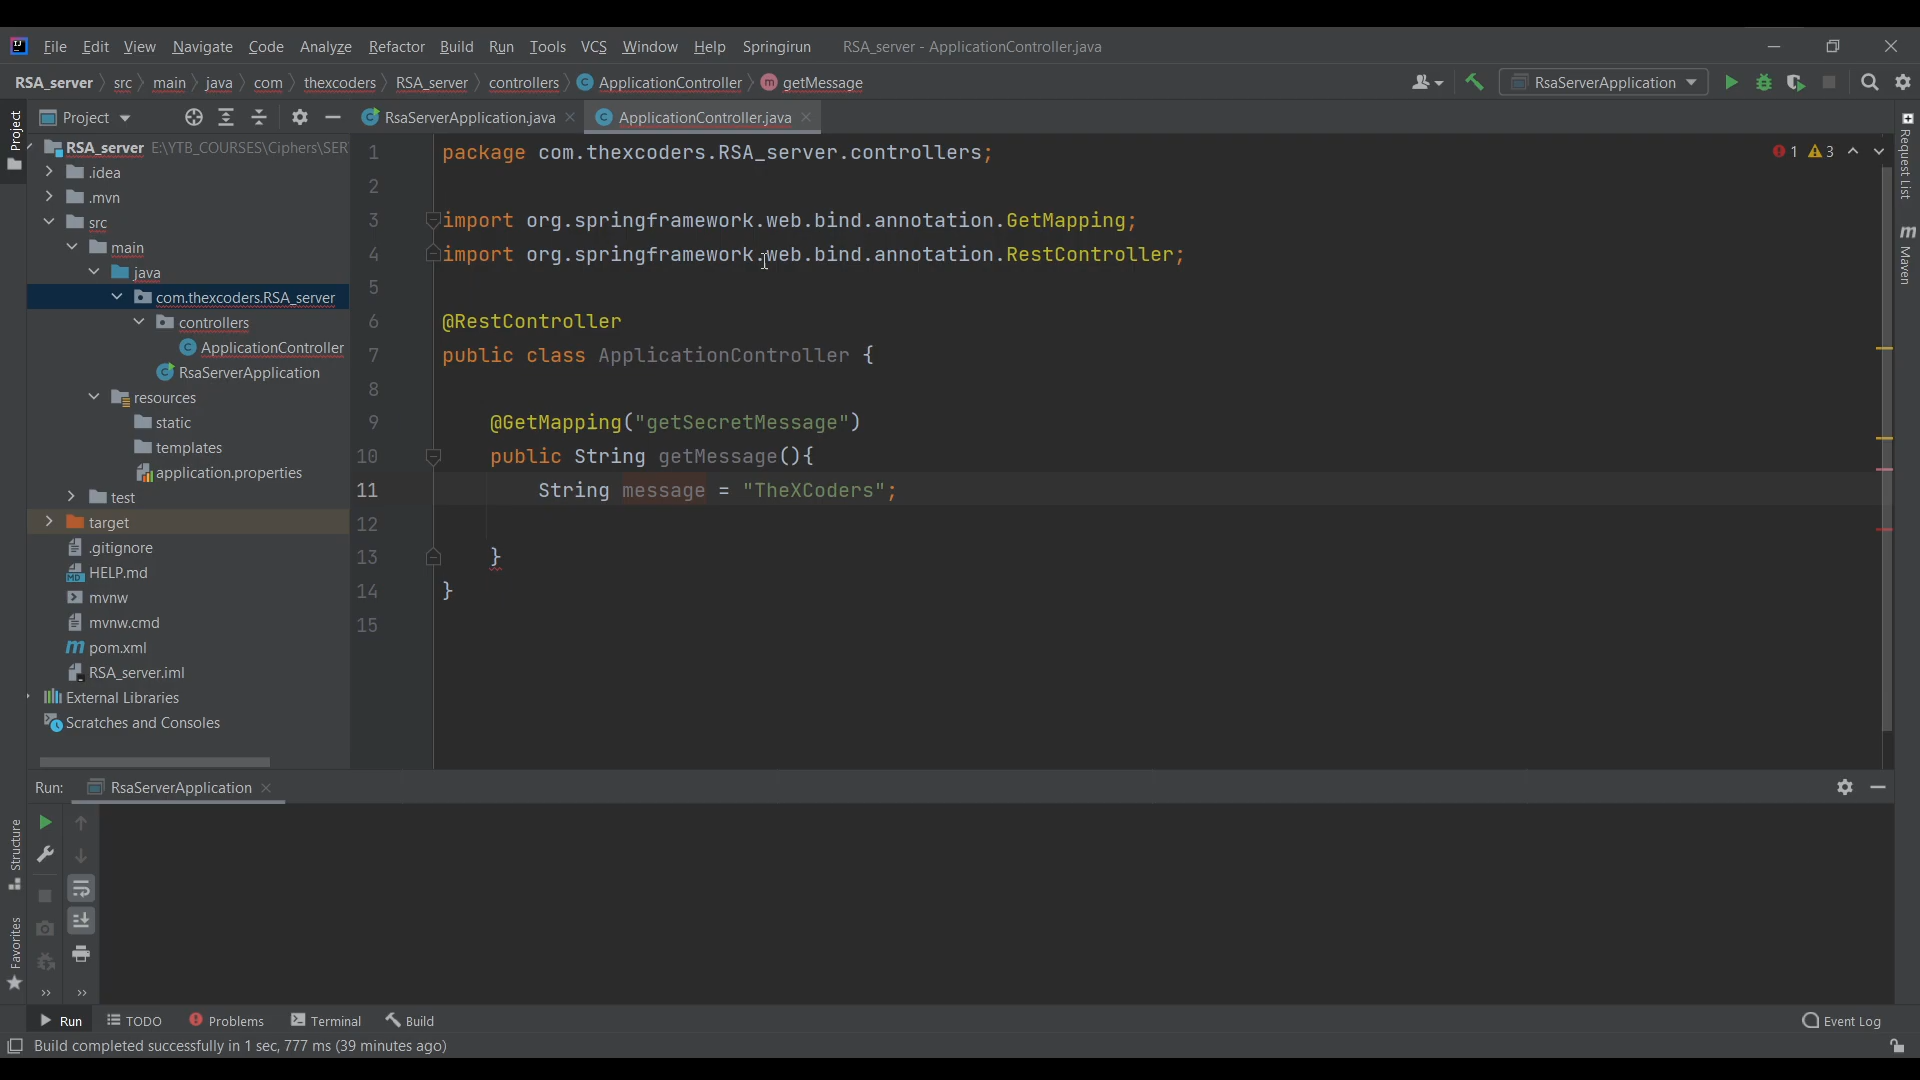 File Edit View Navigate Code Analyze Refactor Build Run Tools VCS Window Help Springirun RSA_server - ApplicationController.java
RSA_server src main java com thexcoders RSA_server controllers ApplicationController getMessage RsaServerApplication
Project Project RsaServerApplication.java ApplicationController.java
RSA_server E:\YTB_COURSES\Ciphers\SER
.idea
.mvn
src
main
java
com.thexcoders.RSA_server
controllers
ApplicationController
RsaServerApplication
resources
static
templates
application.properties
test
target
.gitignore
HELP.md
mvnw
mvnw.cmd
pom.xml
RSA_server.iml
External Libraries
Scratches and Consoles
1 package com.thexcoders.RSA_server.controllers;
2
3 import org.springframework.web.bind.annotation.GetMapping;
4 import org.springframework.web.bind.annotation.RestController;
5
6 @RestController
7 public class ApplicationController {
8
9 @GetMapping("getSecretMessage")
10 public String getMessage(){
11 String message = "TheXCoders";
12
13 }
14 }
15
1 3
Request List
Maven
Run: RsaServerApplication
Structure
Favorites
Run TODO Problems Terminal Build Event Log
Build completed successfully in 1 sec, 777 ms (39 minutes ago)